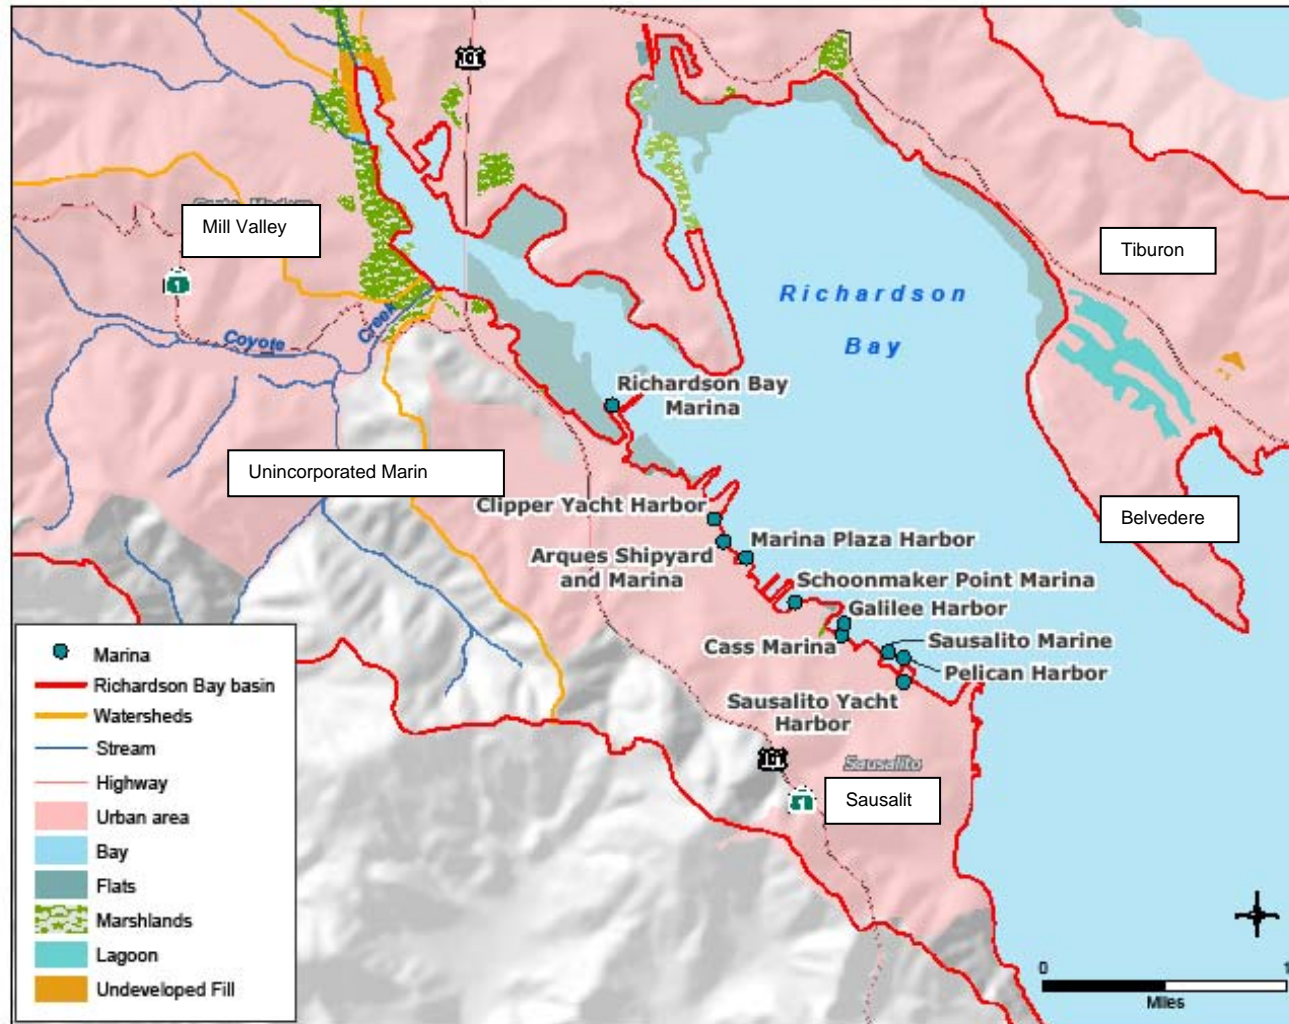 101
Mill Valley
1
Tiburon
Richardson
Bay
Coyote
Creek
Richardson Bay
Marina
Unincorporated Marin
Clipper Yacht Harbor
Belvedere
Marina Plaza Harbor
Arques Shipyard
and Marina
Schoonmaker Point Marina
Galilee Harbor
Cass Marina
Sausalito Marine
Pelican Harbor
Sausalito Yacht
Harbor
101
Sausalito
1
Sausalit
Marina
Richardson Bay basin
Watersheds
Stream
Highway
Urban area
Bay
Flats
Marshlands
Lagoon
Undeveloped Fill
0 1
Miles